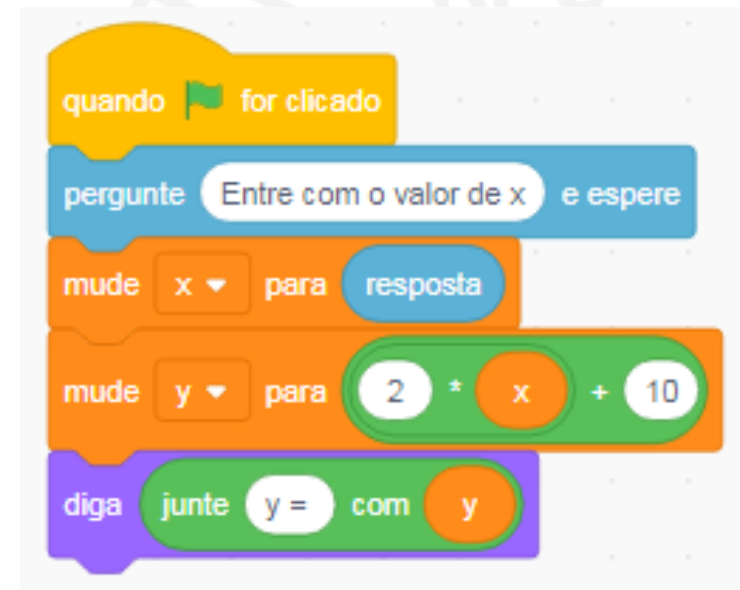 quando for clicado
pergunte Entre com o valor de x e espere
mude x para resposta
mude y para 2 * x + 10
diga junte y = com y